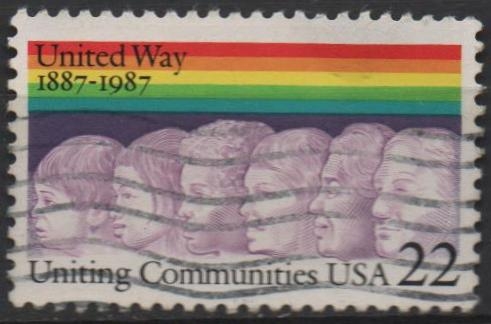 United Way
1887-1987
Uniting Communities USA 22